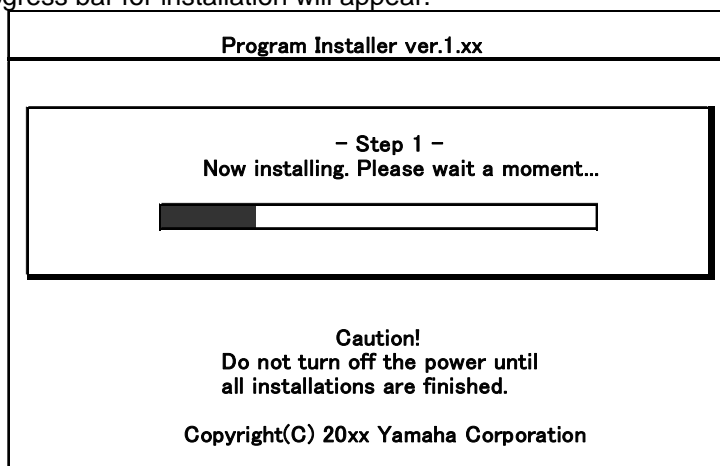 gress bar for installation will appear.
Program Installer ver.1.xx
- Step 1 -
Now installing. Please wait a moment...
Caution!
Do not turn off the power until
all installations are finished.
Copyright(C) 20xx Yamaha Corporation